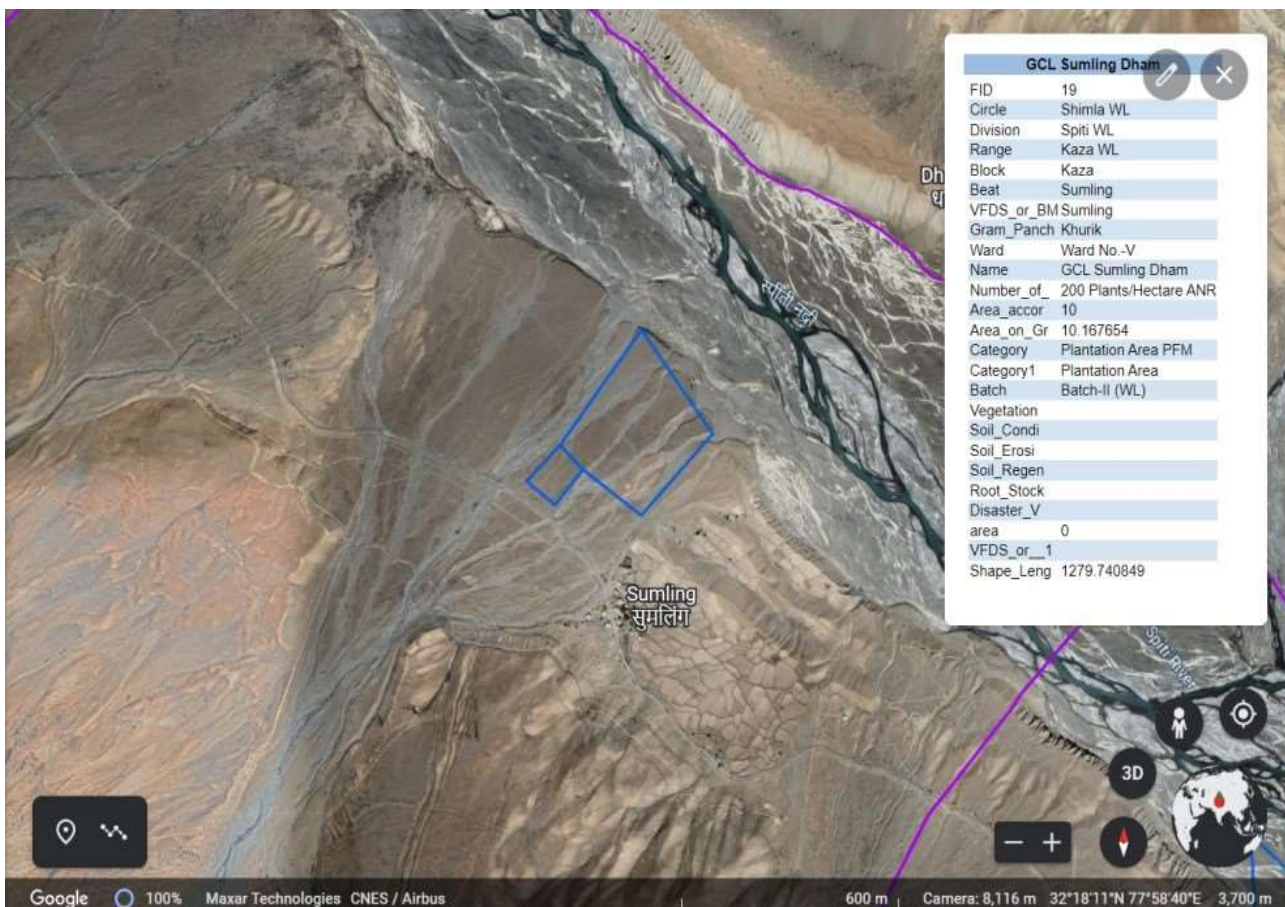 GCL Sumling Dham
FID 19
Circle Shimla WL
Division Spiti WL
Range Kaza WL
Block Kaza
Beat Sumling
VFDS_or_BM Sumling
Gram_Panch Khurik
Ward Ward No.-V
Name GCL Sumling Dham
Number_of_ 200 Plants/Hectare ANR
Area_accor 10
Area_on_Gr 10.167654
Category Plantation Area PFM
Category1 Plantation Area
Batch Batch-II (WL)
Vegetation
Soil_Condi
Soil_Erosi
Soil_Regen
Root_Stock
Disaster_V
area 0
VFDS_or__1
Shape_Leng 1279.740849
Dh
स्पीती नदी
Sumling
सुमलिंग
Spiti River
3D
Google 100% Maxar Technologies CNES / Airbus 600 m Camera: 8,116 m 32°18'11"N 77°58'40"E 3,700 m